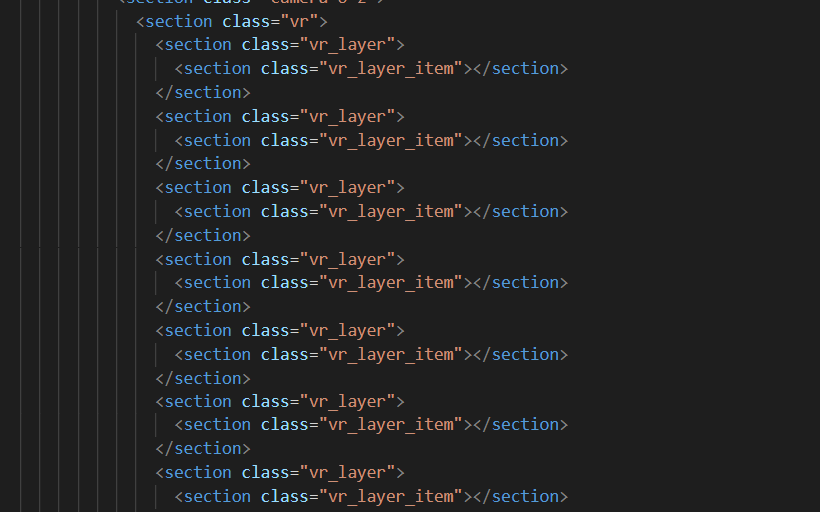 <section class="vr">
<section class="vr_layer">
<section class="vr_layer_item"></section>
</section>
<section class="vr_layer">
<section class="vr_layer_item"></section>
</section>
<section class="vr_layer">
<section class="vr_layer_item"></section>
</section>
<section class="vr_layer">
<section class="vr_layer_item"></section>
</section>
<section class="vr_layer">
<section class="vr_layer_item"></section>
</section>
<section class="vr_layer">
<section class="vr_layer_item"></section>
</section>
<section class="vr_layer">
<section class="vr_layer_item"></section>